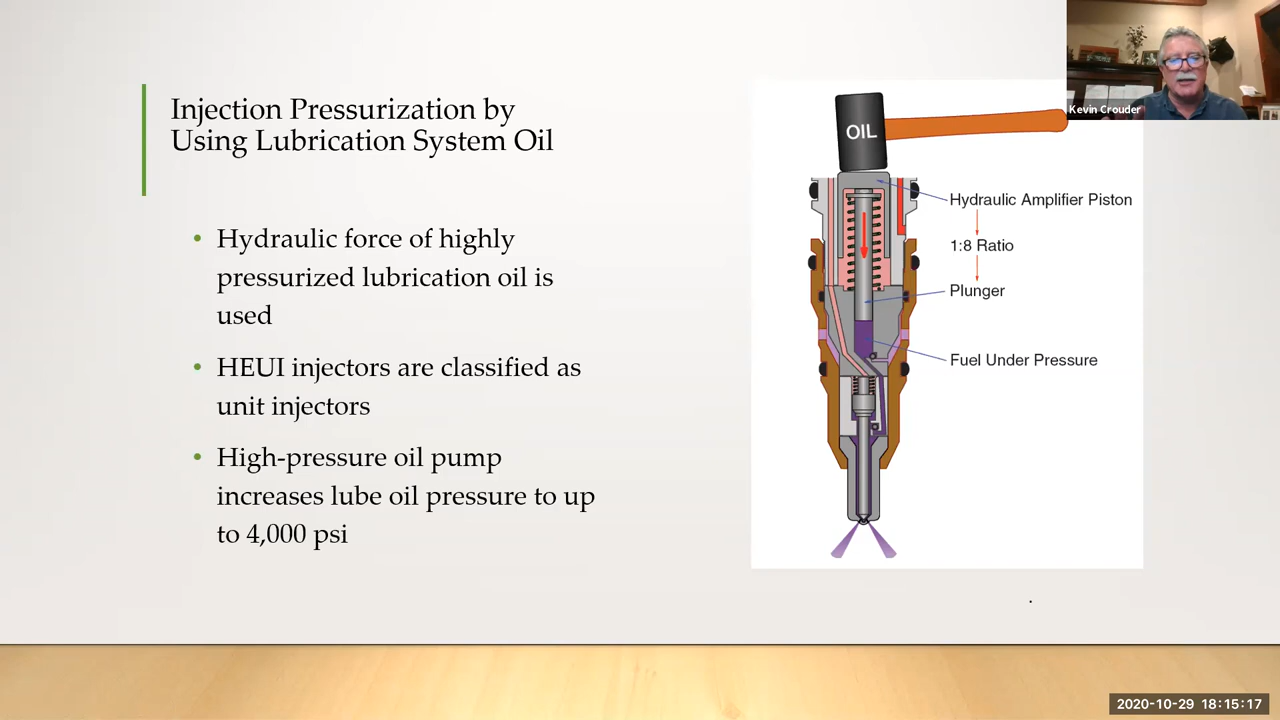 Injection Pressurization by
Using Lubrication System Oil
• Hydraulic force of highly
pressurized lubrication oil is
used
• HEUI injectors are classified as
unit injectors
• High-pressure oil pump
increases lube oil pressure to up
to 4,000 psi
OIL
Hydraulic Amplifier Piston
1:8 Ratio
Plunger
Fuel Under Pressure
.
Kevin Crouder
2020-10-29 18:15:17